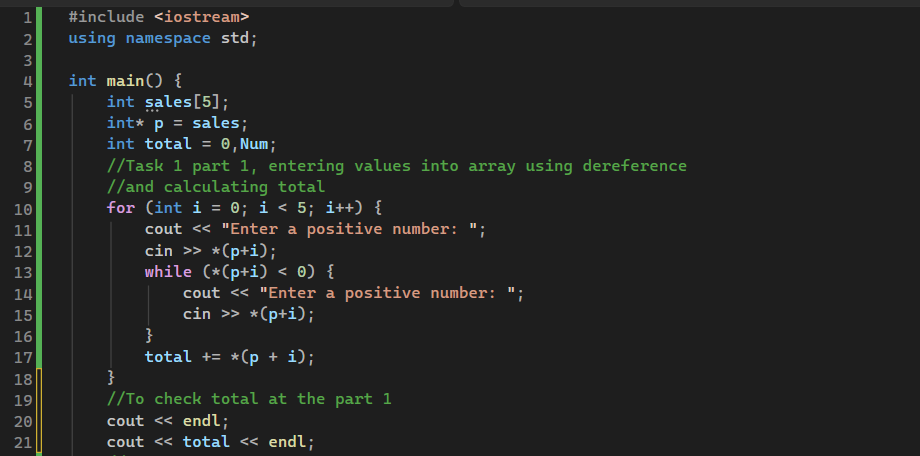 1 #include <iostream>
2 using namespace std;
3
4 int main() {
5 int sales[5];
6 int* p = sales;
7 int total = 0,Num;
8 //Task 1 part 1, entering values into array using dereference
9 //and calculating total
10 for (int i = 0; i < 5; i++) {
11 cout << "Enter a positive number: ";
12 cin >> *(p+i);
13 while (*(p+i) < 0) {
14 cout << "Enter a positive number: ";
15 cin >> *(p+i);
16 }
17 total += *(p + i);
18 }
19 //To check total at the part 1
20 cout << endl;
21 cout << total << endl;